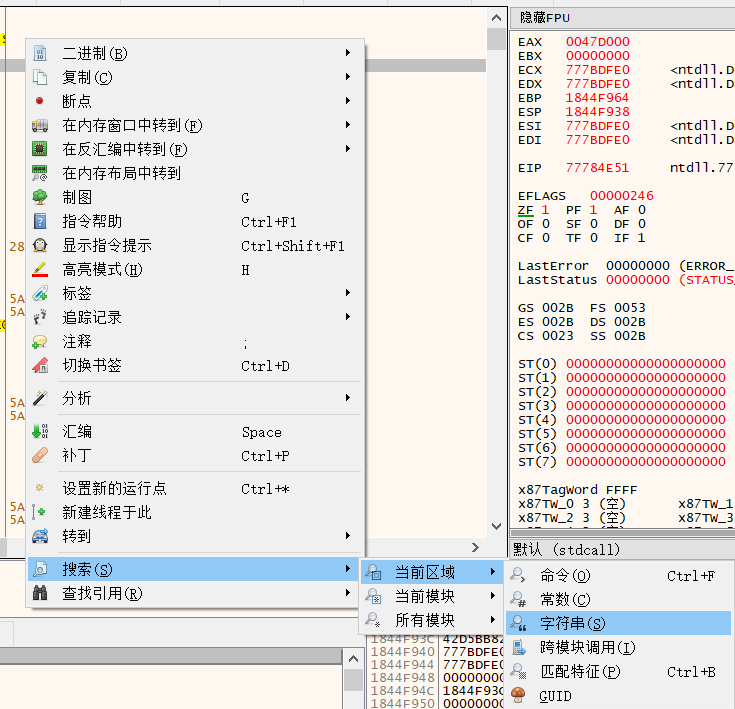 隐藏FPU
EAX 0047D000
EBX 00000000
ECX 777BDFE0 <ntdll.D
EDX 777BDFE0 <ntdll.D
EBP 1844F964
ESP 1844F938
ESI 777BDFE0 <ntdll.D
EDI 777BDFE0 <ntdll.D
EIP 77784E51 ntdll.77
EFLAGS 00000246
ZF 1 PF 1 AF 0
OF 0 SF 0 DF 0
CF 0 TF 0 IF 1
LastError 00000000 (ERROR_
LastStatus 00000000 (STATUS_
GS 002B FS 0053
ES 002B DS 002B
CS 0023 SS 002B
ST(0) 00000000000000000000
ST(1) 00000000000000000000
ST(2) 00000000000000000000
ST(3) 00000000000000000000
ST(4) 00000000000000000000
ST(5) 00000000000000000000
ST(6) 00000000000000000000
ST(7) 00000000000000000000
x87TagWord FFFF
x87TW_0 3 (空) x87TW_1
x87TW_2 3 (空) x87TW_3
默认 (stdcall)
二进制(B)
复制(C)
断点
在内存窗口中转到(F)
在反汇编中转到(F)
在内存布局中转到
制图 G
指令帮助 Ctrl+F1
显示指令提示 Ctrl+Shift+F1
高亮模式(H) H
标签
追踪记录
注释 ;
切换书签 Ctrl+D
分析
汇编 Space
补丁 Ctrl+P
设置新的运行点 Ctrl+*
新建线程于此
转到
搜索(S)
查找引用(R)
当前区域
当前模块
所有模块
命令(O) Ctrl+F
常数(C)
字符串(S)
跨模块调用(I)
匹配特征(P) Ctrl+B
GUID
28
5A
5A
5A
5A
5A
5A
1844F93C 42D5BB82
1844F940 777BDFE0
1844F944 777BDFE0
1844F948 00000000
1844F94C 1844F93C
1844F950 00000000